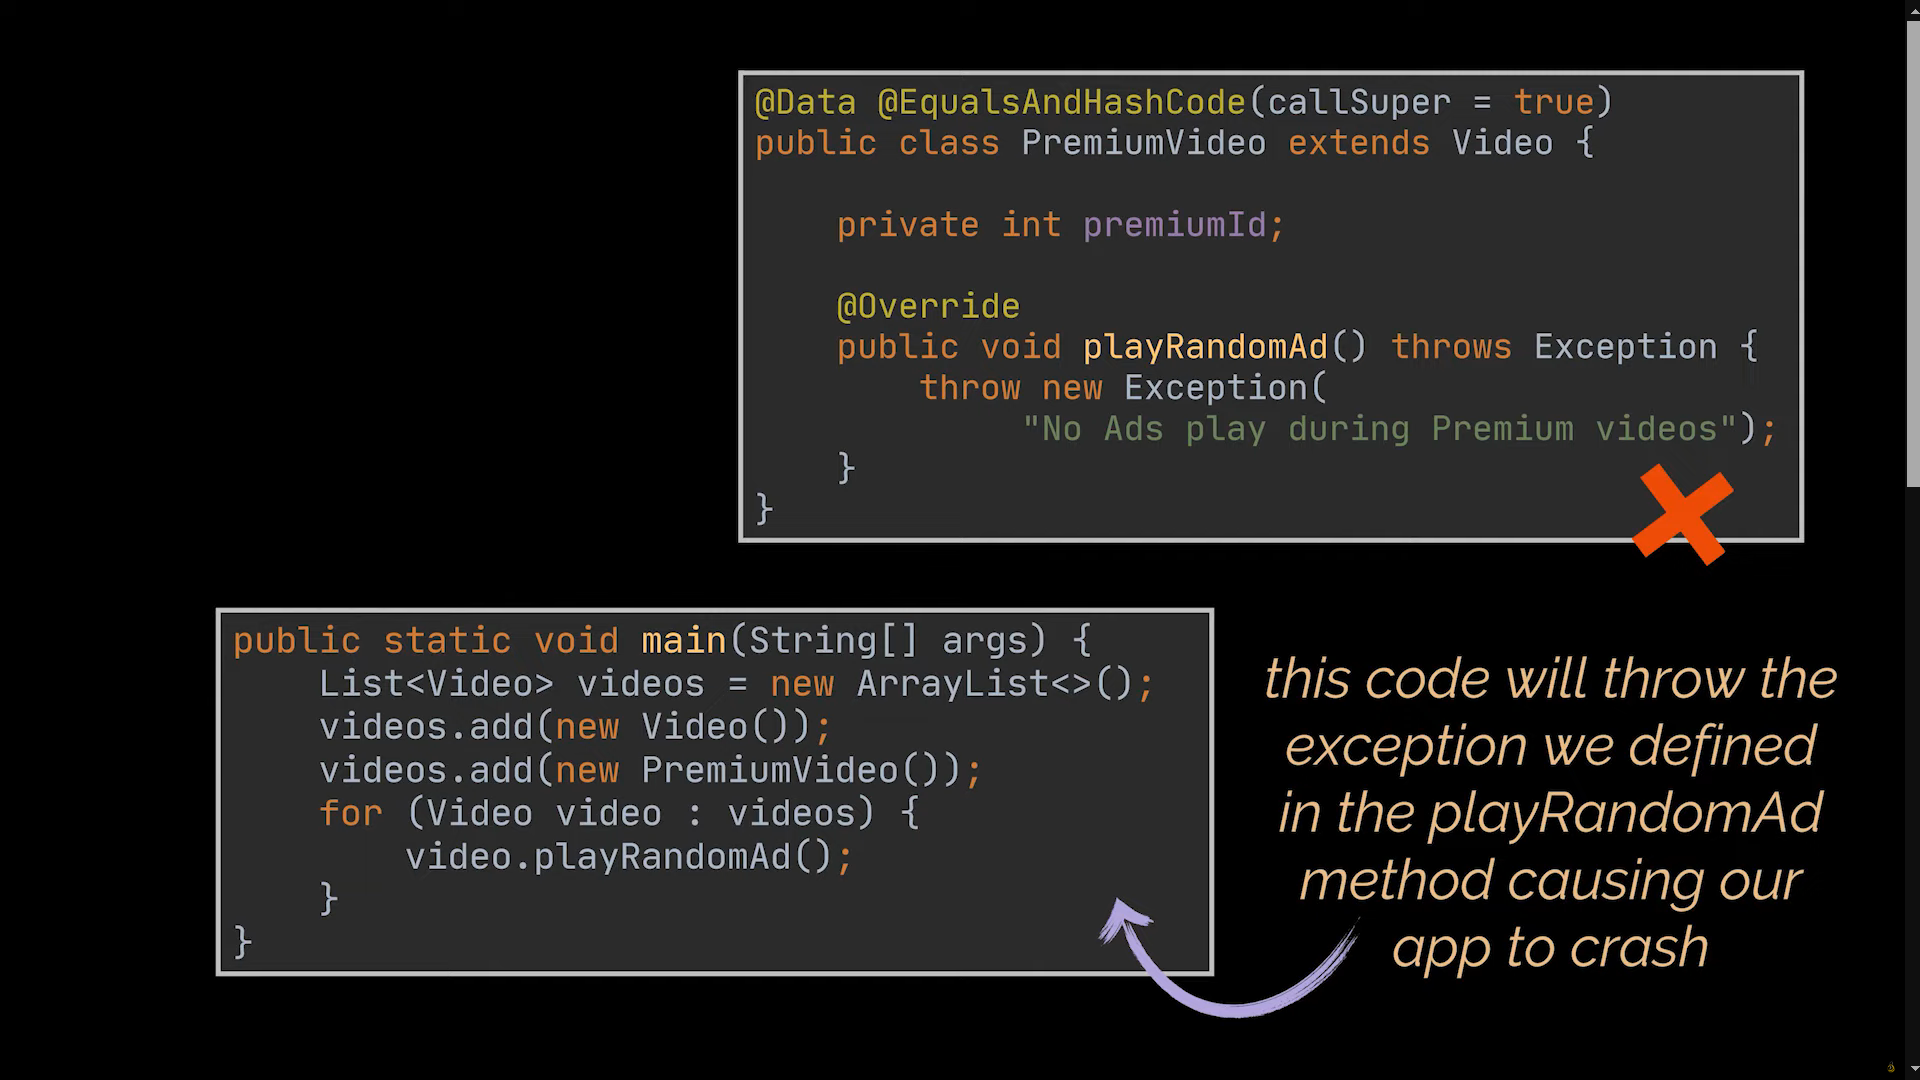 @Data @EqualsAndHashCode(callSuper = true)
public class PremiumVideo extends Video {
private int premiumId;
@Override
public void playRandomAd() throws Exception {
throw new Exception(
"No Ads play during Premium videos");
}
}
public static void main(String[] args) {
List<Video> videos = new ArrayList<>();
videos.add(new Video());
videos.add(new PremiumVideo());
for (Video video : videos) {
video.playRandomAd();
}
}
this code will throw the
exception we defined
in the playRandomAd
method causing our
app to crash